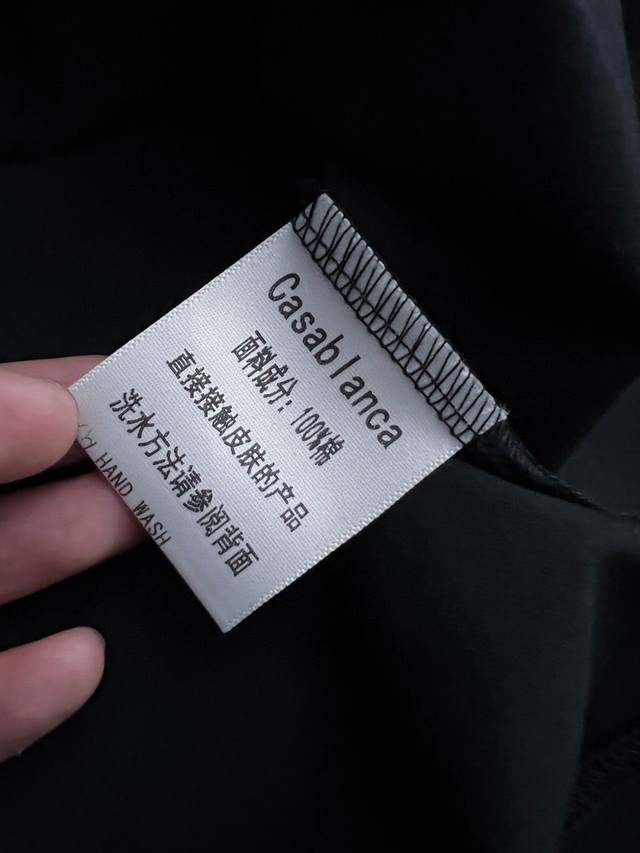 Casablanca
面料成分：100%棉
直接接触皮肤的产品
洗水方法请参阅背面
HAND WASH